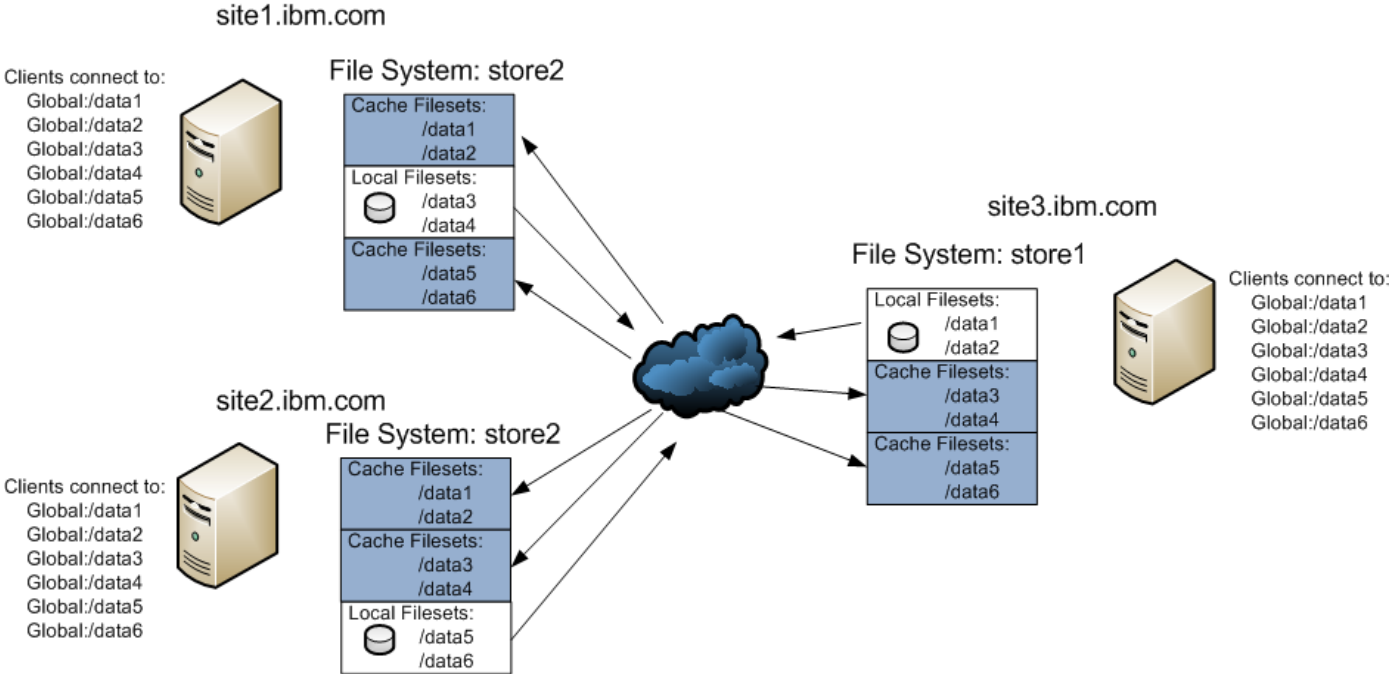 site1.ibm.com
Clients connect to:
Global:/data1
Global:/data2
Global:/data3
Global:/data4
Global:/data5
Global:/data6
File System: store2
Cache Filesets:
/data1
/data2
Local Filesets:
/data3
/data4
Cache Filesets:
/data5
/data6
site3.ibm.com
File System: store1
Local Filesets:
/data1
/data2
Cache Filesets:
/data3
/data4
Cache Filesets:
/data5
/data6
Clients connect to:
Global:/data1
Global:/data2
Global:/data3
Global:/data4
Global:/data5
Global:/data6
site2.ibm.com
File System: store2
Clients connect to:
Global:/data1
Global:/data2
Global:/data3
Global:/data4
Global:/data5
Global:/data6
Cache Filesets:
/data1
/data2
Cache Filesets:
/data3
/data4
Local Filesets:
/data5
/data6